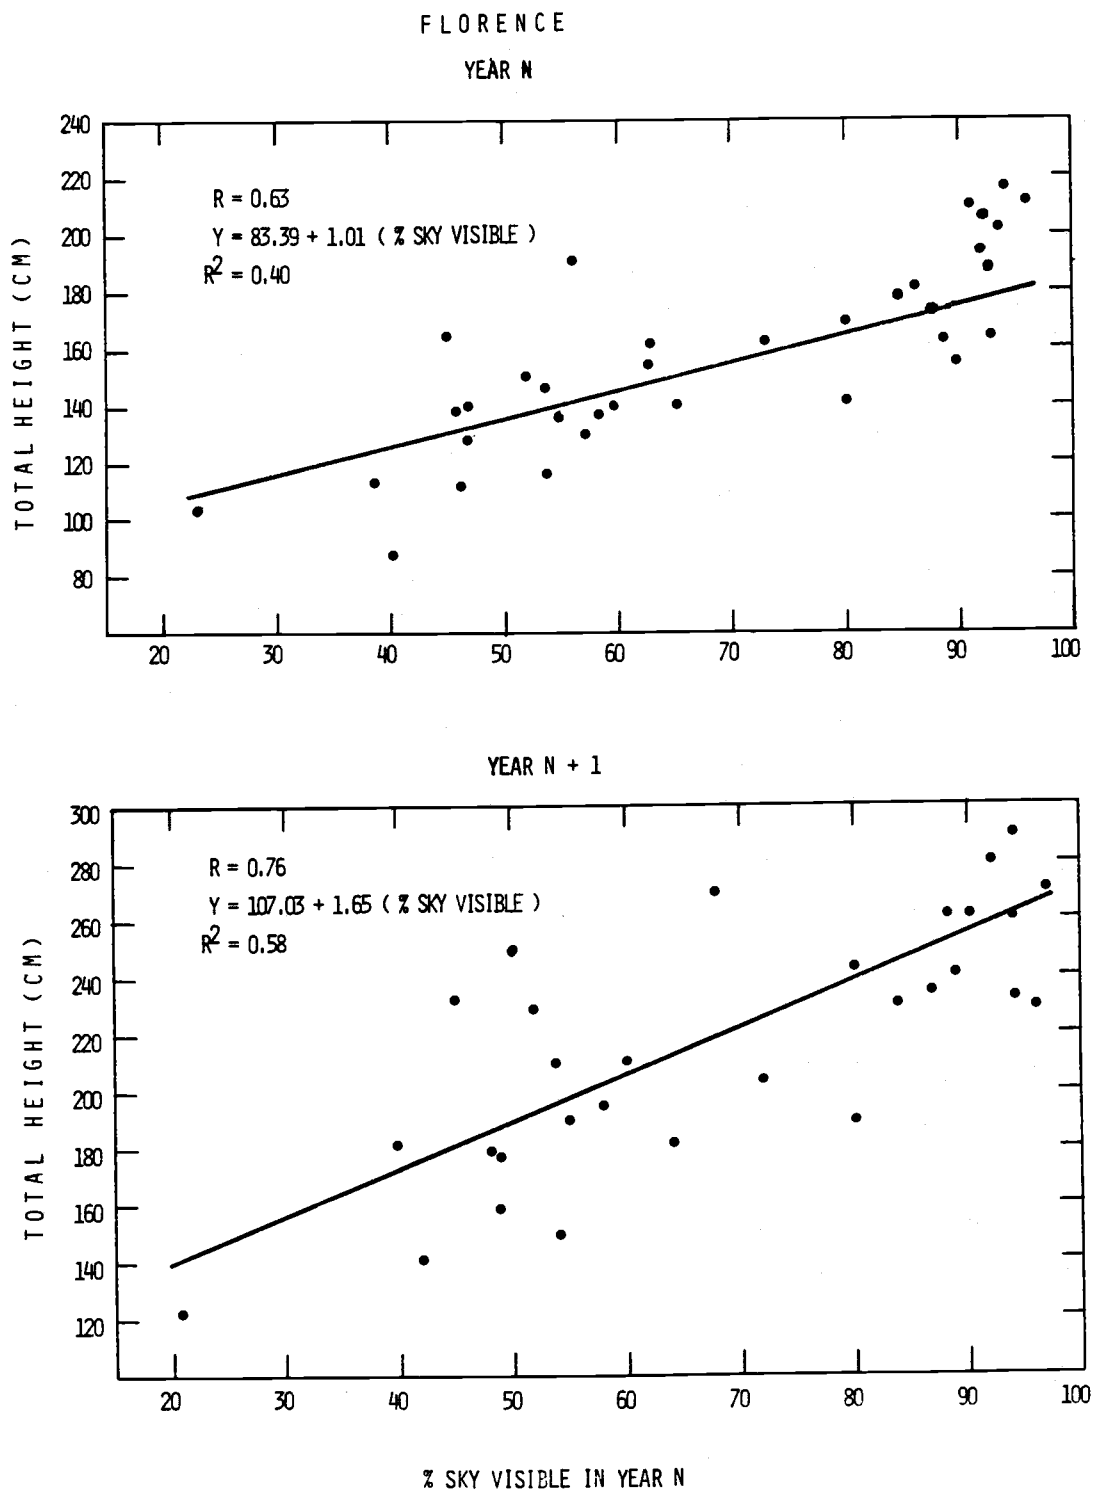 FLORENCE
YEAR N
240
220
200
180
160
140
120
100
80
TOTAL HEIGHT (CM)
R = 0.63
Y = 83.39 + 1.01 ( % SKY VISIBLE )
R2 = 0.40
20 30 40 50 60 70 80 90 100
YEAR N + 1
300
280
260
240
220
200
180
160
140
120
TOTAL HEIGHT (CM)
R = 0.76
Y = 107.03 + 1.65 ( % SKY VISIBLE )
R2 = 0.58
20 30 40 50 60 70 80 90 100
% SKY VISIBLE IN YEAR N